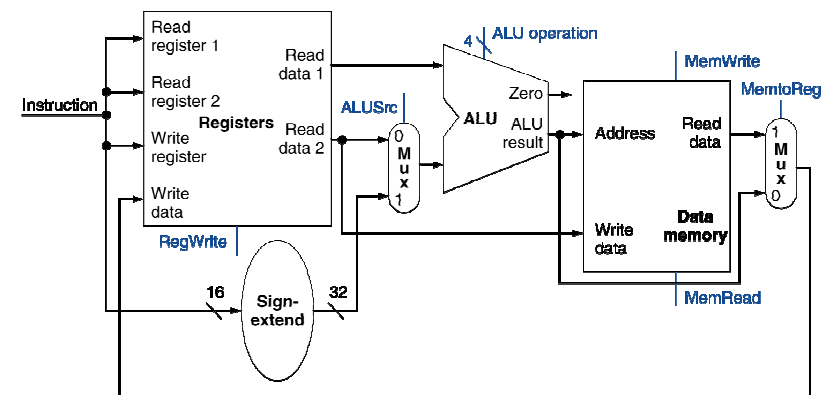 Instruction
Read
register 1
Read
register 2
Write
register
Write
data
Registers
Read
data 1
Read
data 2
RegWrite
16
Sign-
extend
32
ALUSrc
0
M
u
x
1
4
ALU operation
ALU
Zero
ALU
result
MemWrite
Address
Read
data
Write
data
Data
memory
MemRead
MemtoReg
1
M
u
x
0